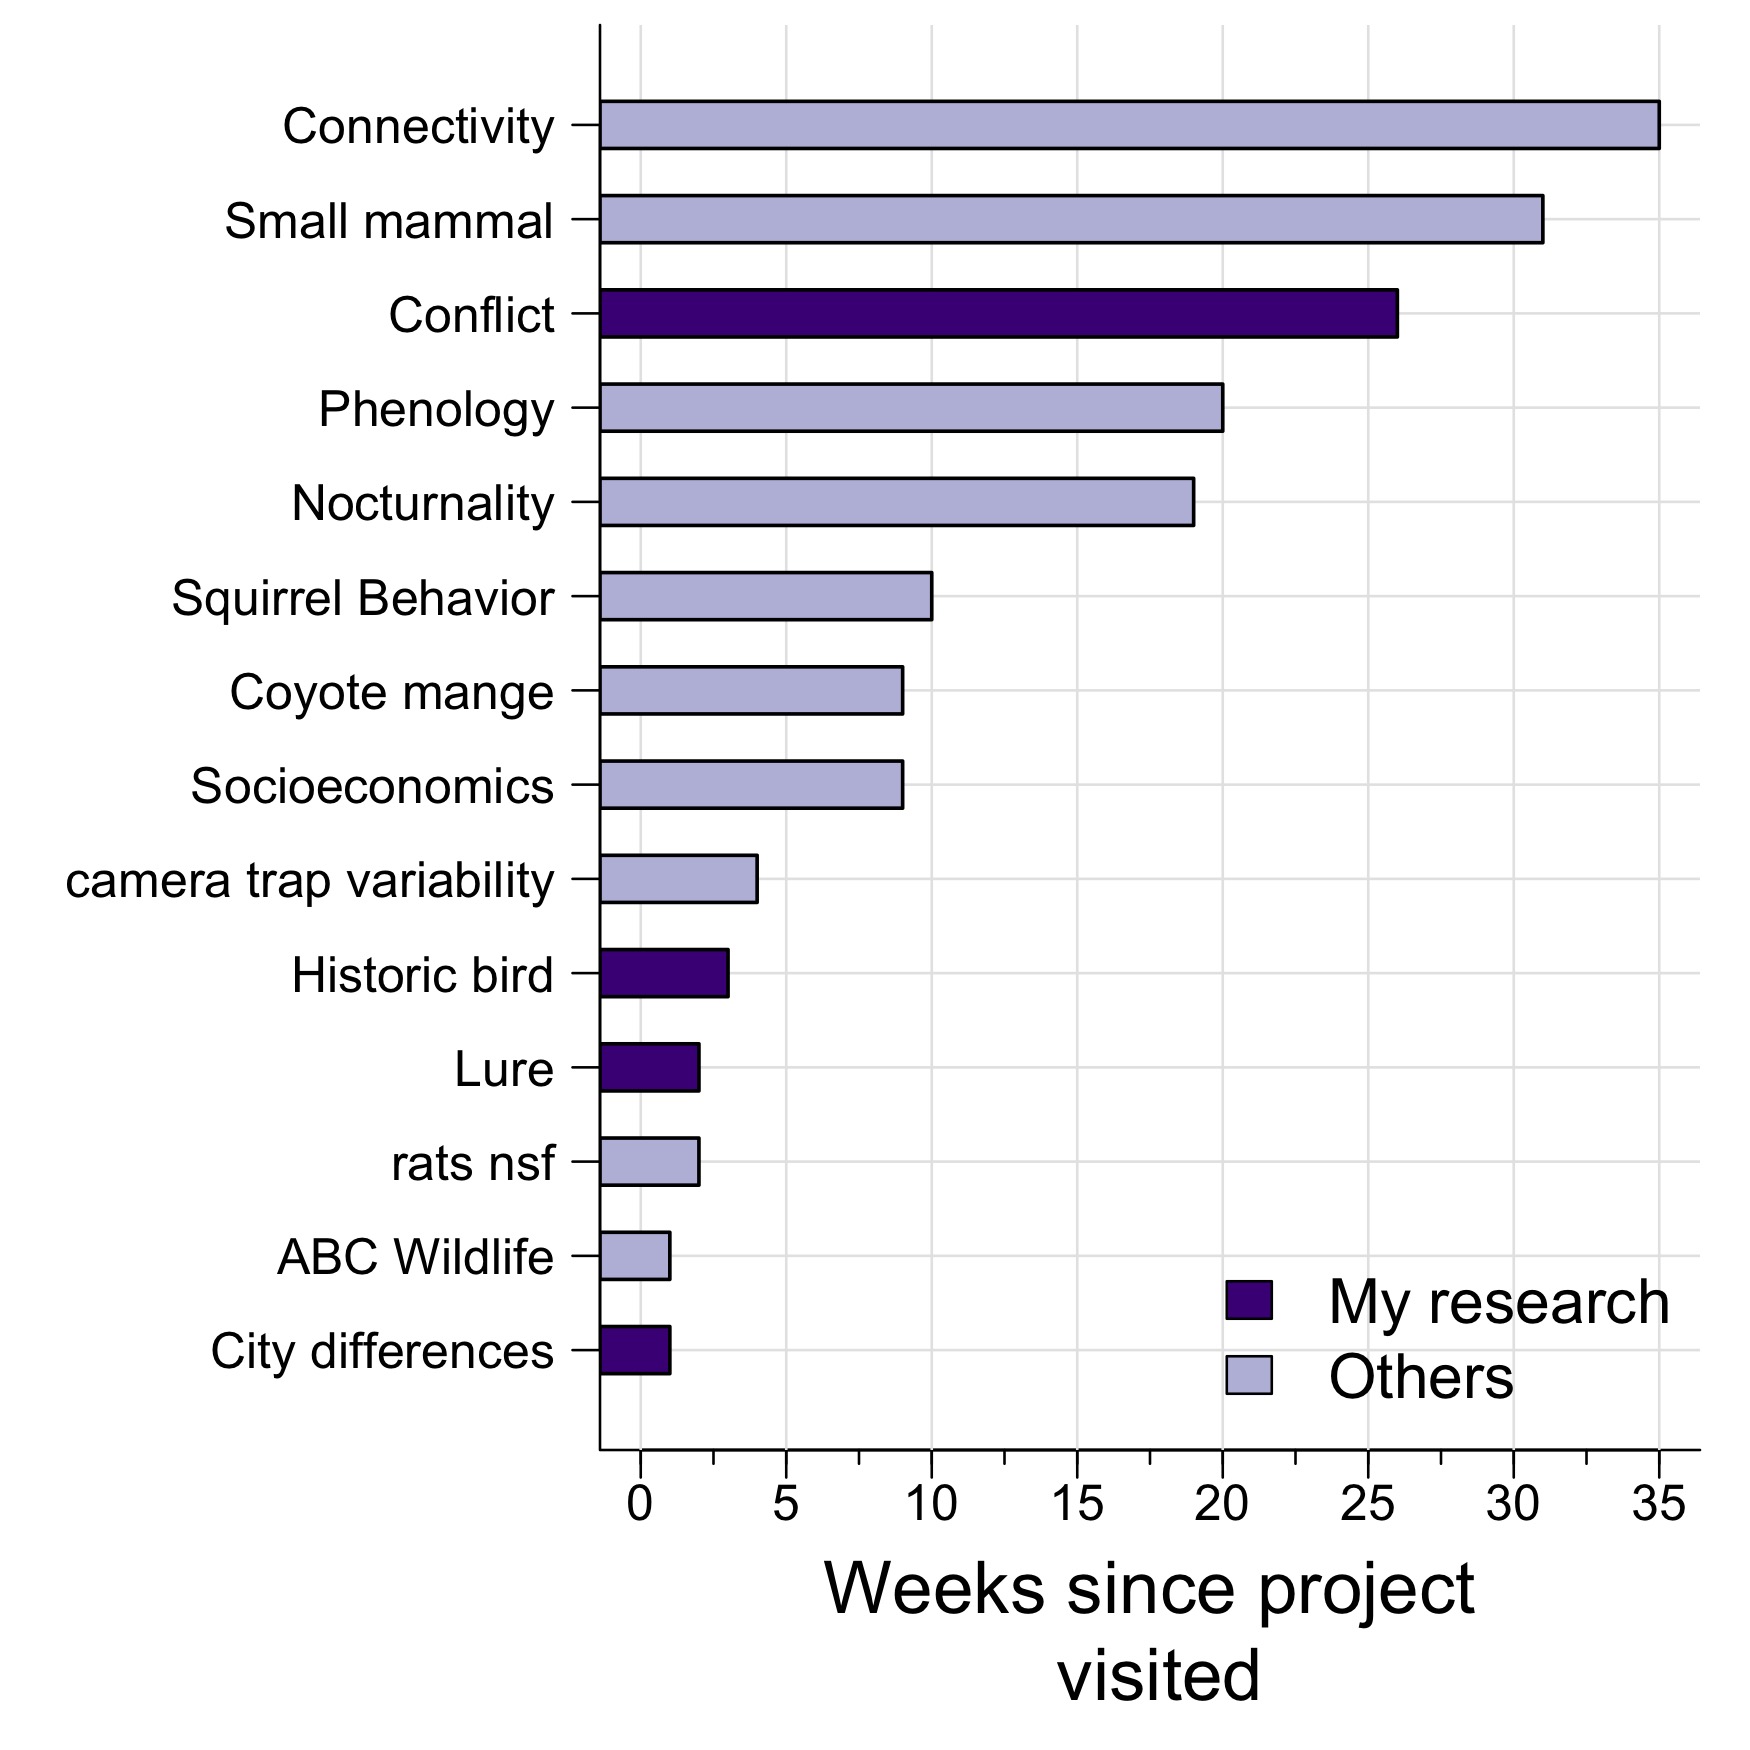 Connectivity
Small mammal
Conflict
Phenology
Nocturnality
Squirrel Behavior
Coyote mange
Socioeconomics
camera trap variability
Historic bird
Lure
rats nsf
ABC Wildlife
City differences
My research
Others
0 5 10 15 20 25 30 35
Weeks since project
visited